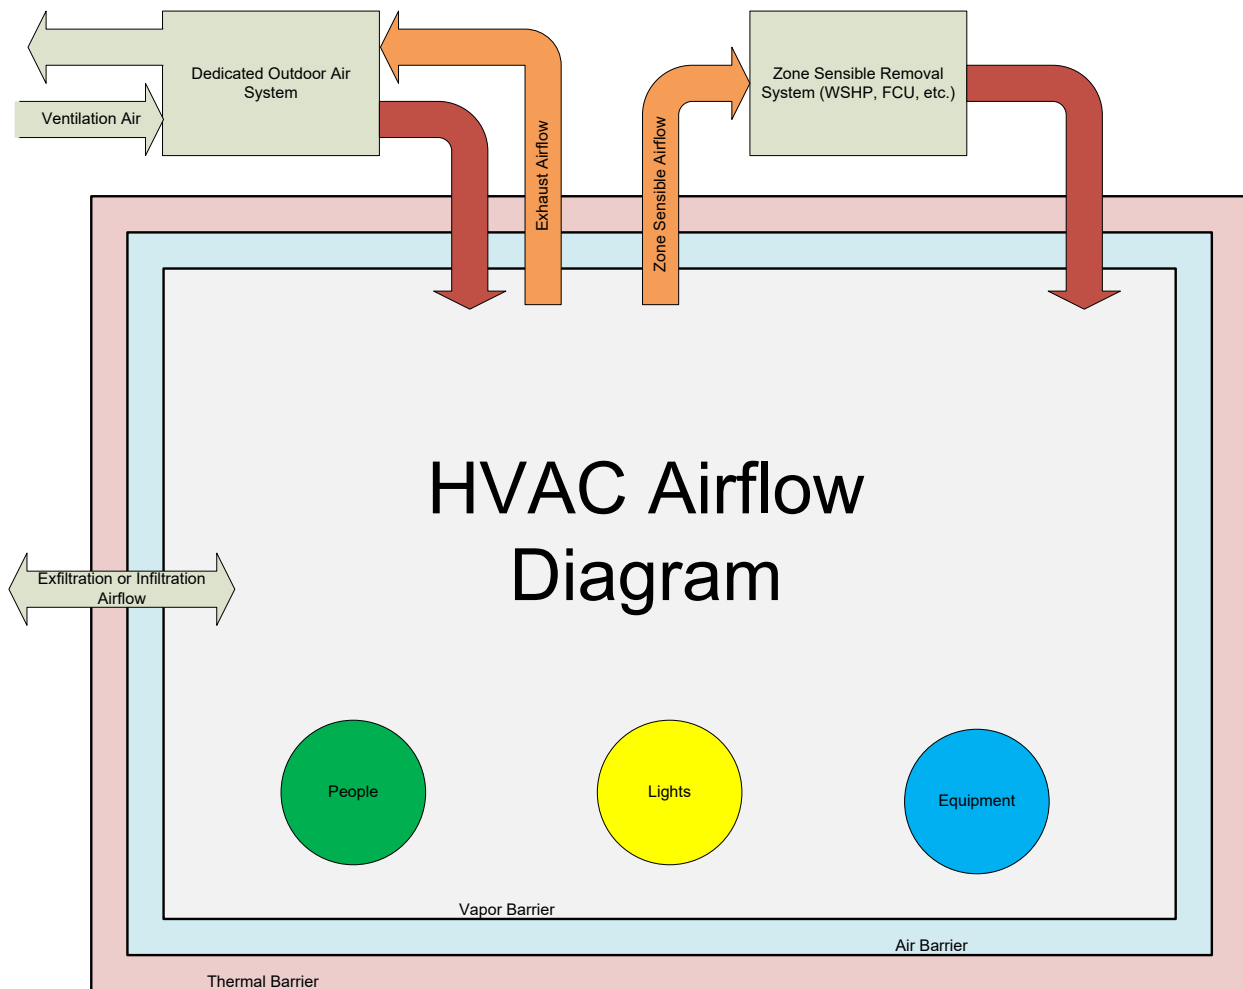 Dedicated Outdoor Air
System
Zone Sensible Removal
System (WSHP, FCU, etc.)
Ventilation Air
Exhaust Airflow
Zone Sensible Airflow
HVAC Airflow
Diagram
Exfiltration or Infiltration
Airflow
People
Lights
Equipment
Vapor Barrier
Air Barrier
Thermal Barrier